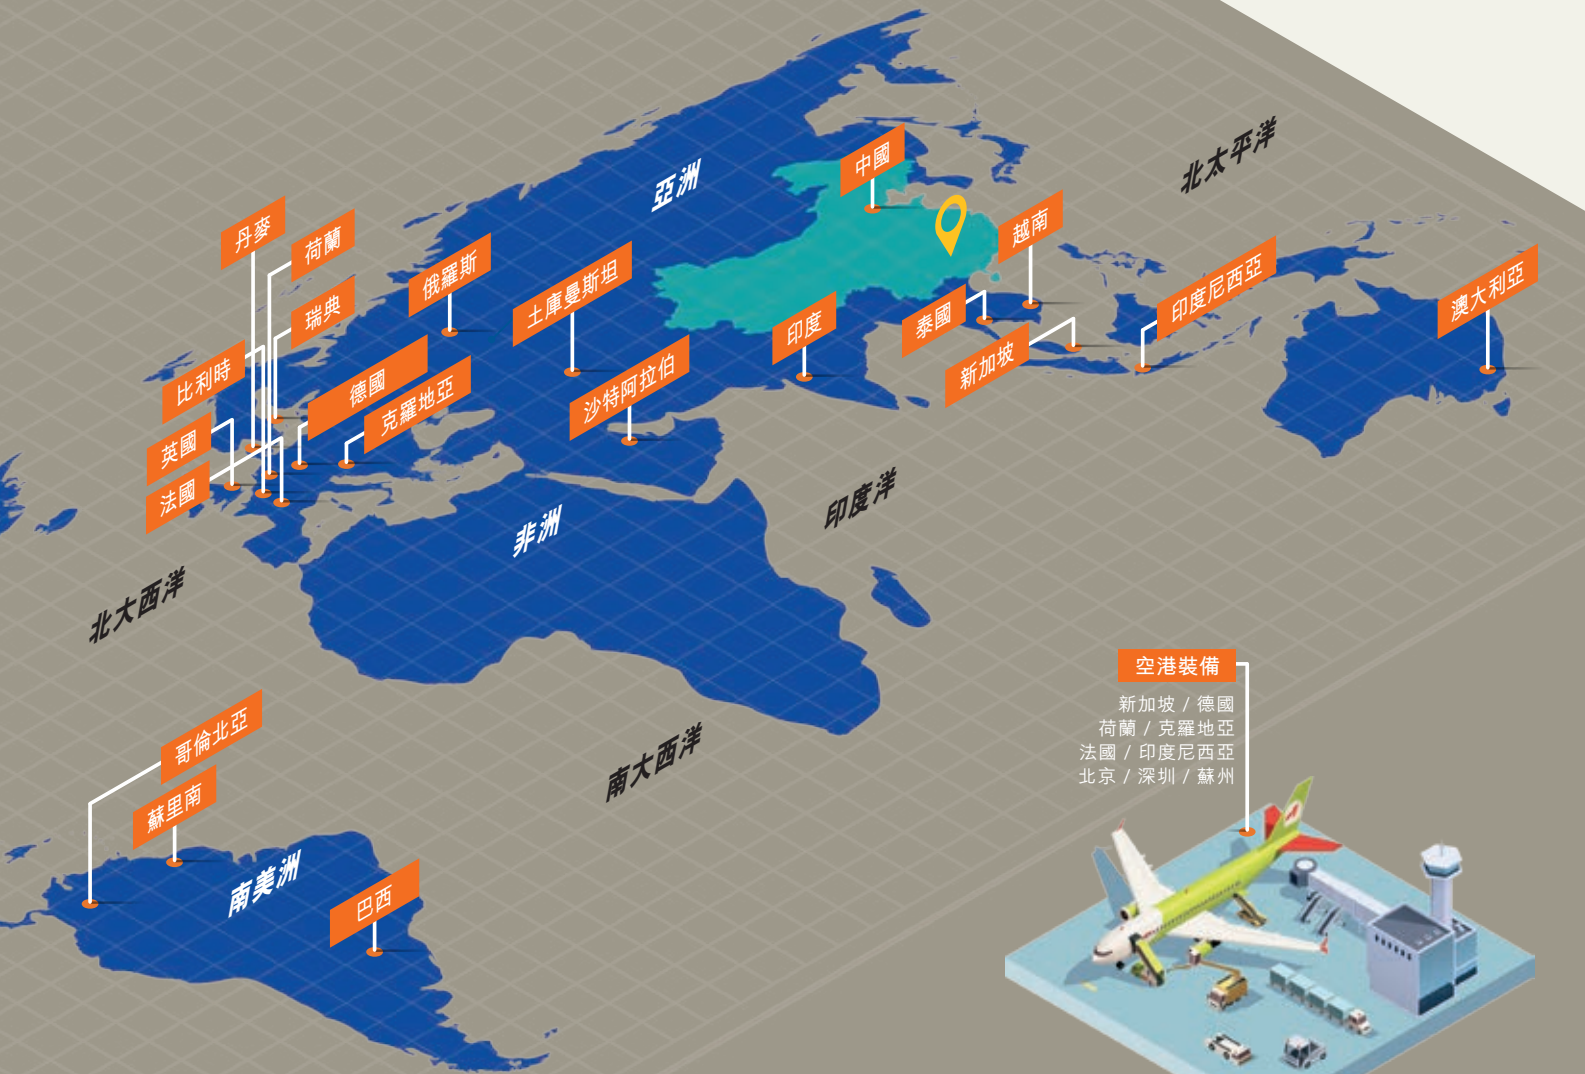 北太平洋
亞洲
中國
丹麥
荷蘭
越南
俄羅斯
土庫曼斯坦
印度尼西亞
澳大利亞
瑞典
泰國
印度
新加坡
比利時
德國
克羅地亞
沙特阿拉伯
英國
法國
印度洋
非洲
北大西洋
哥倫北亞
蘇里南
南美洲
巴西
南大西洋
空港裝備
新加坡 / 德國
荷蘭 / 克羅地亞
法國 / 印度尼西亞
北京 / 深圳 / 蘇州